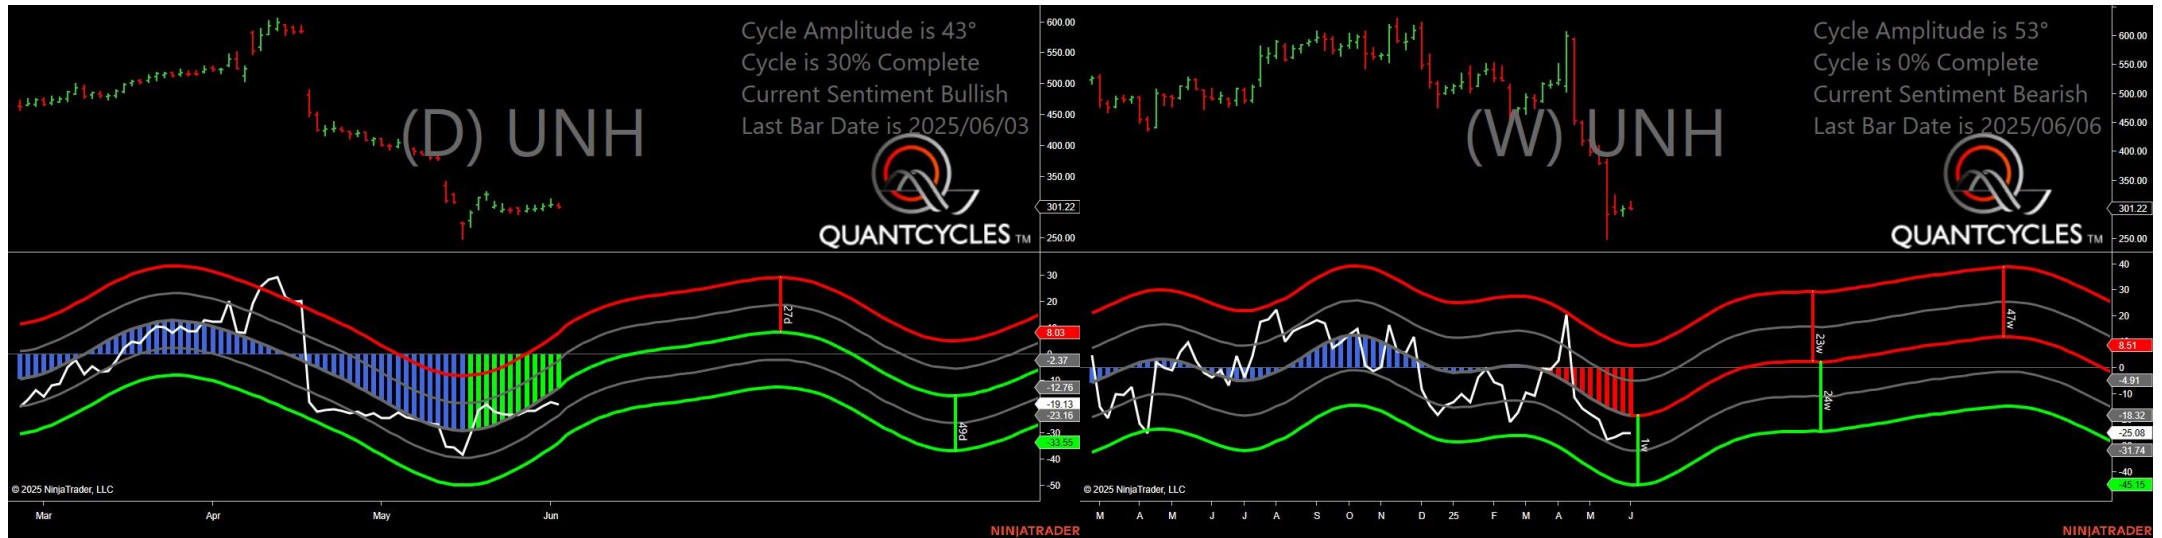 Cycle Amplitude is 43°
Cycle is 30% Complete
Current Sentiment Bullish
Last Bar Date is 2025/06/03
(D) UNH
QUANTCYCLES TM
600.00
550.00
500.00
450.00
400.00
350.00
301.22
250.00
30
20
8.03
0
-2.37
-12.76
-19.13
-23.16
-30
-33.55
-40
-50
27d
49d
© 2025 NinjaTrader, LLC
Mar Apr May Jun
NINJATRADER
Cycle Amplitude is 53°
Cycle is 0% Complete
Current Sentiment Bearish
Last Bar Date is 2025/06/06
(W) UNH
QUANTCYCLES TM
600.00
550.00
500.00
450.00
400.00
350.00
301.22
250.00
40
30
20
8.51
0
-4.91
-10
-18.32
-25.08
-31.74
-40
-45.15
23w
47w
24w
1w
© 2025 NinjaTrader, LLC
M A M J J A S O N D 25 F M A M J
NINJATRADER